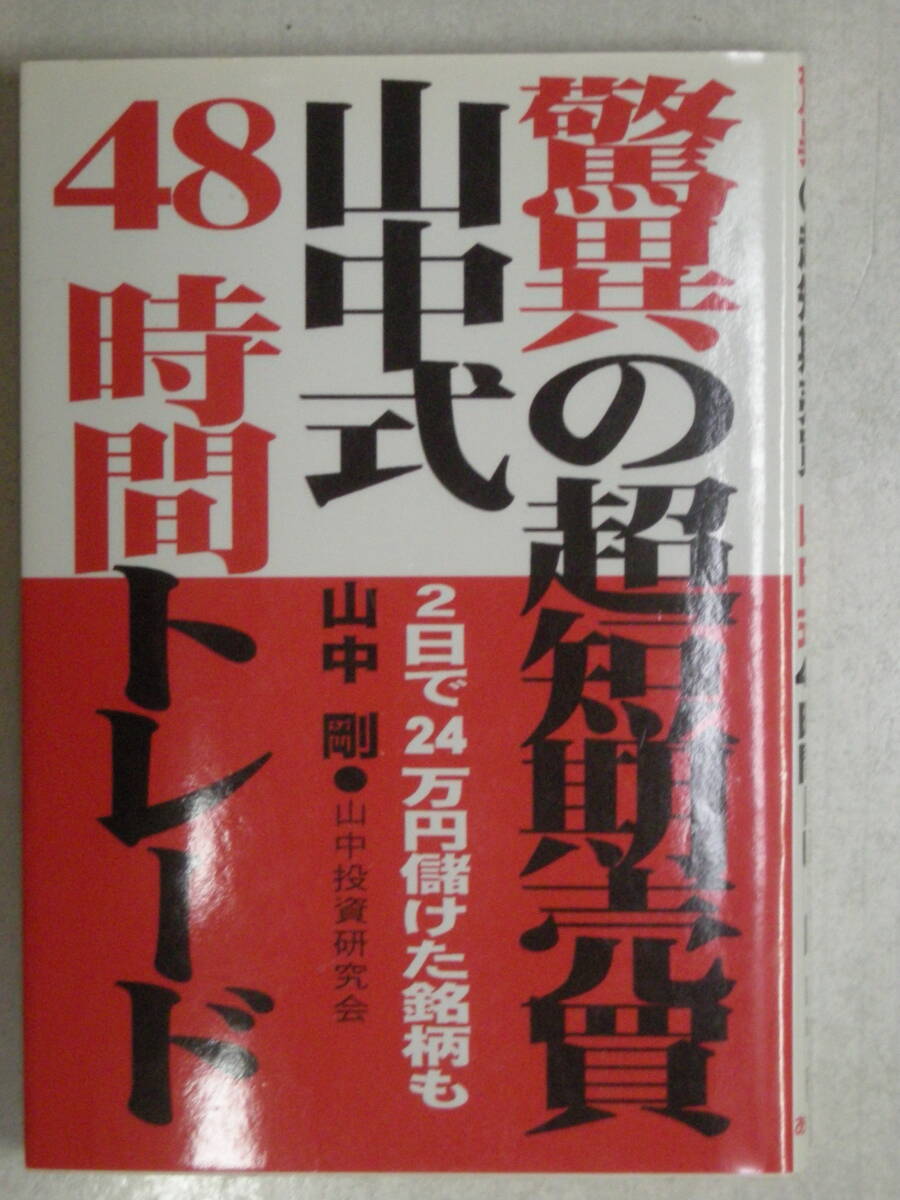 驚異の超短期売買
山中式
48時間トレード
2日で24万円儲けた銘柄も
山中 剛●山中投資研究会